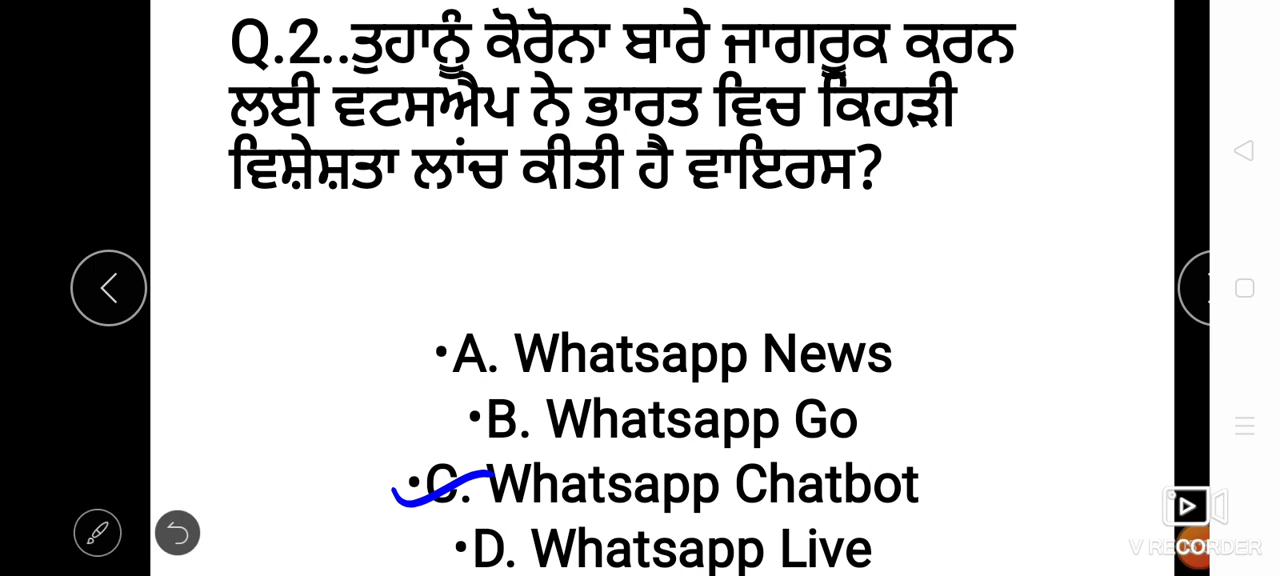 Q.2..ਤੁਹਾਨੂੰ ਕੋਰੋਨਾ ਬਾਰੇ ਜਾਗਰੂਕ ਕਰਨ
ਲਈ ਵਟਸਐਪ ਨੇ ਭਾਰਤ ਵਿਚ ਕਿਹੜੀ
ਵਿਸ਼ੇਸ਼ਤਾ ਲਾਂਚ ਕੀਤੀ ਹੈ ਵਾਇਰਸ?
•A. Whatsapp News
•B. Whatsapp Go
•C. Whatsapp Chatbot
•D. Whatsapp Live
V RECORDER